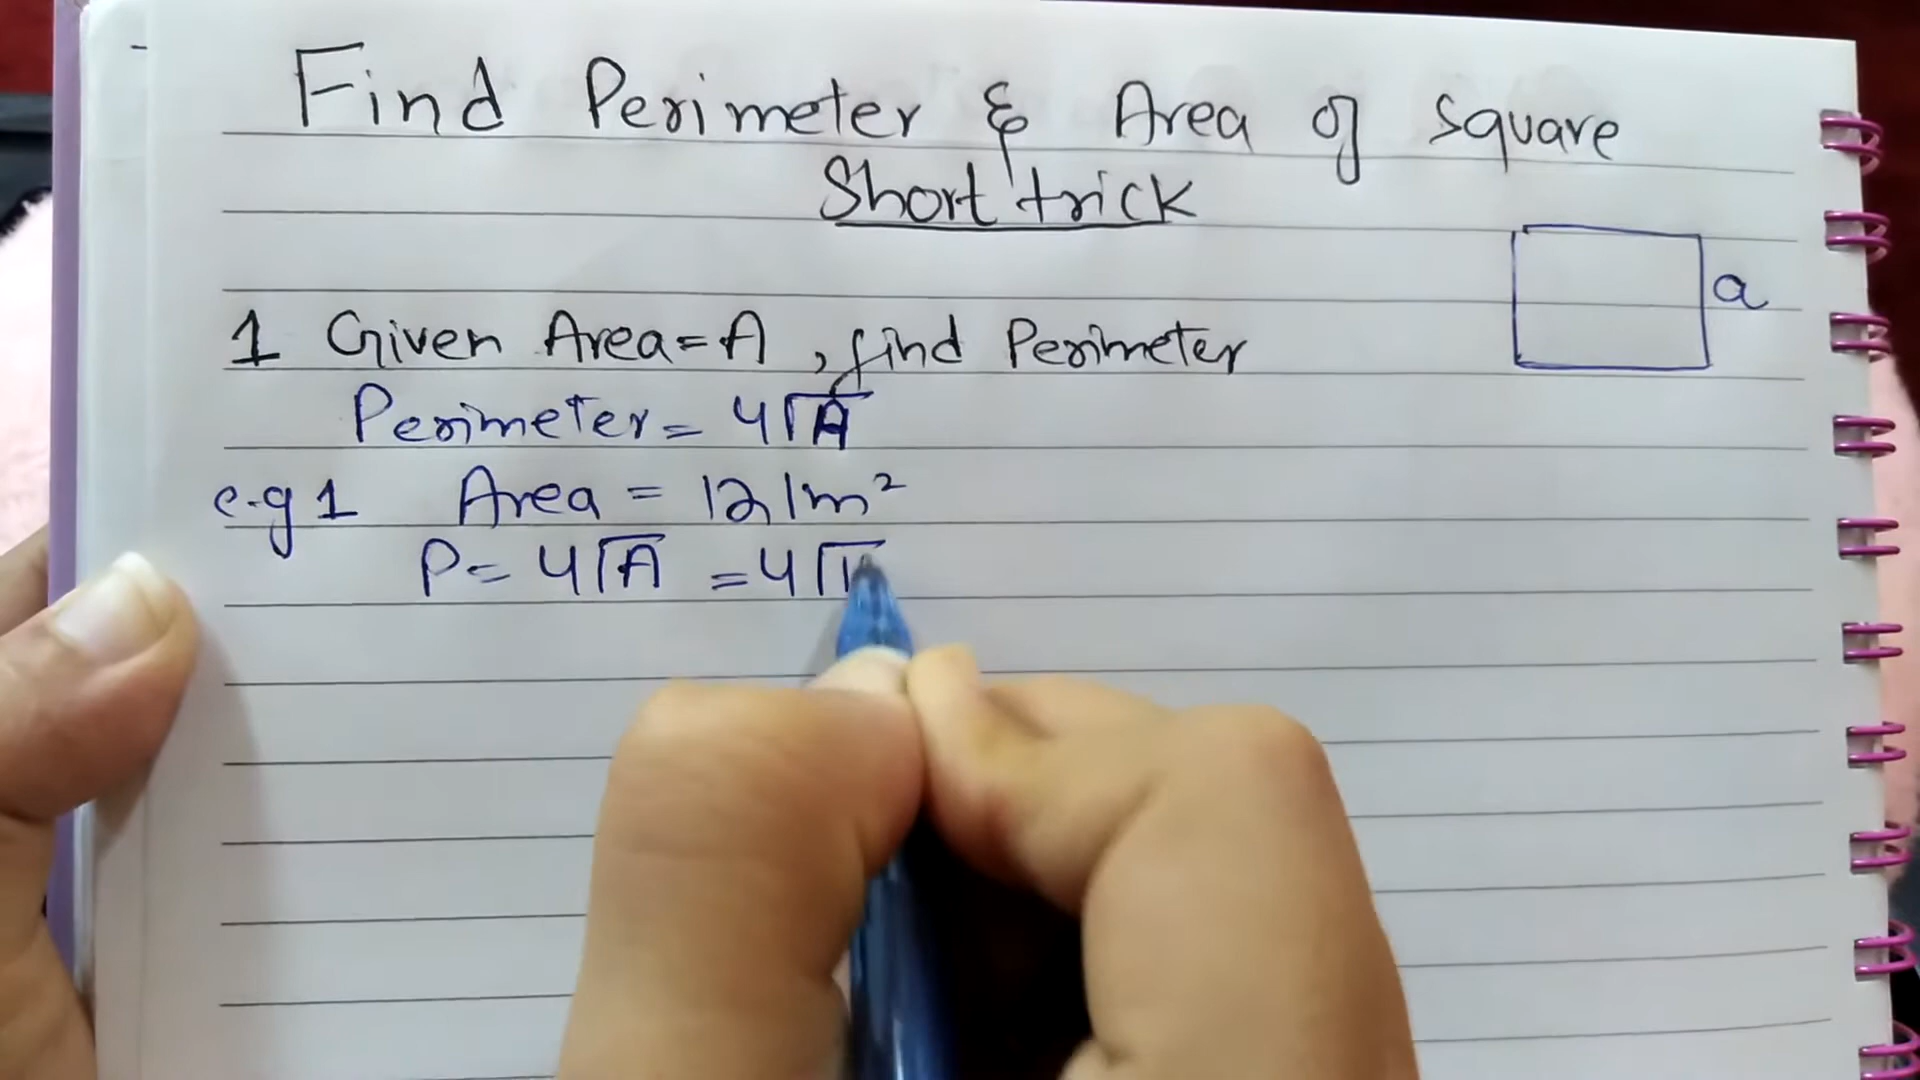 Find Perimeter & Area of square
Short trick
a
1 Given Area=A , find Perimeter
Perimeter = 4√A
e.g 1 Area = 121m²
P= 4√A = 4√1